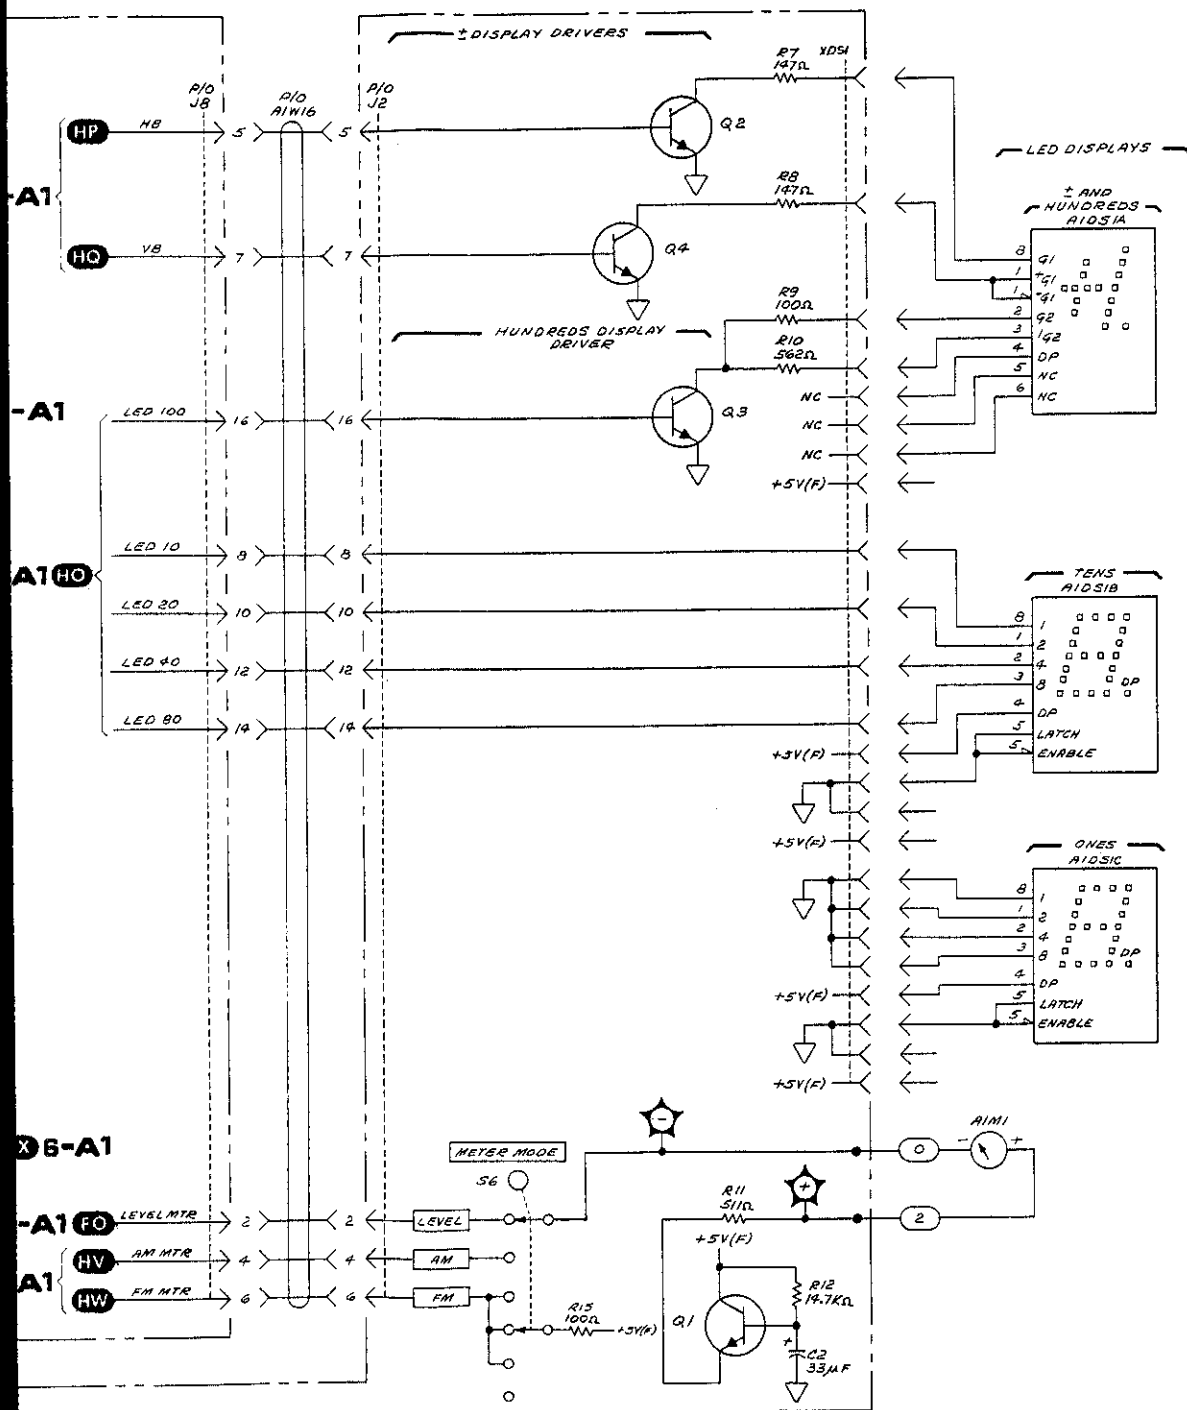 ± DISPLAY DRIVERS
R7
147Ω
XDS1
P/O
J8
P/O
A1W16
P/O
J2
HP
HB
5
5
Q2
LED DISPLAYS
-A1
R8
147Ω
± AND
HUNDREDS
A1DS1A
HQ
VB
7
7
Q4
8 G1
1 +G1
1 -G1
2 G2
3 1G2
4 DP
5 NC
6 NC
R9
100Ω
HUNDREDS DISPLAY
DRIVER
R10
562Ω
-A1
LED 100
16
16
Q3
NC
NC
NC
+5V(F)
LED 10
8
8
A1 HO
TENS
A1DS1B
LED 20
10
10
8 1
1 2
2 4
3 8
DP
4 DP
5 LATCH
5 ENABLE
LED 40
12
12
LED 80
14
14
+5V(F)
+5V(F)
ONES
A1DS1C
8 1
1 2
2 4
3 8
DP
4 DP
5 LATCH
5 ENABLE
+5V(F)
+5V(F)
X 6-A1
-
A1M1
- +
METER MODE
0
S6
+
R11
511Ω
-A1 FO
LEVEL MTR
2
2
LEVEL
2
+5V(F)
A1
HV
AM MTR
4
4
AM
HW
FM MTR
6
6
FM
R12
14.7KΩ
R15
100Ω
+5V(F)
Q1
+
C2
33µF